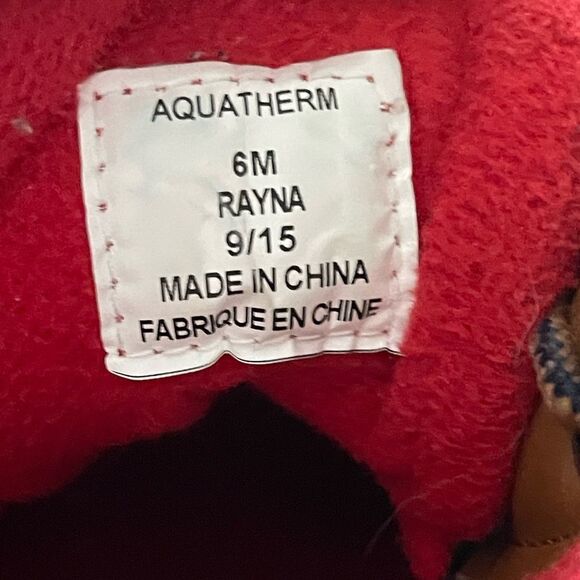 AQUATHERM
6M
RAYNA
9/15
MADE IN CHINA
FABRIQUE EN CHINE